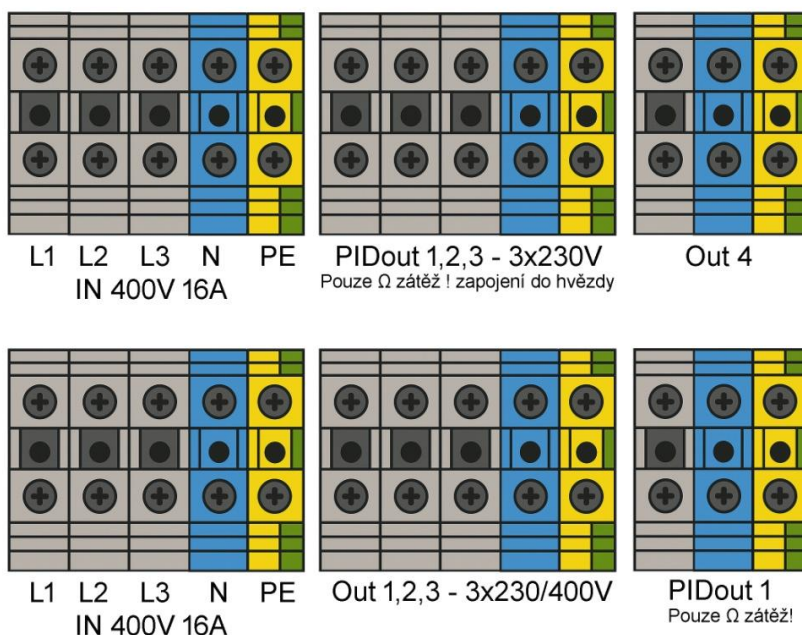 L1 L2 L3 N PE
IN 400V 16A
PIDout 1,2,3 - 3x230V
Pouze Ω zátěž ! zapojení do hvězdy
Out 4
L1 L2 L3 N PE
IN 400V 16A
Out 1,2,3 - 3x230/400V
PIDout 1
Pouze Ω zátěž!